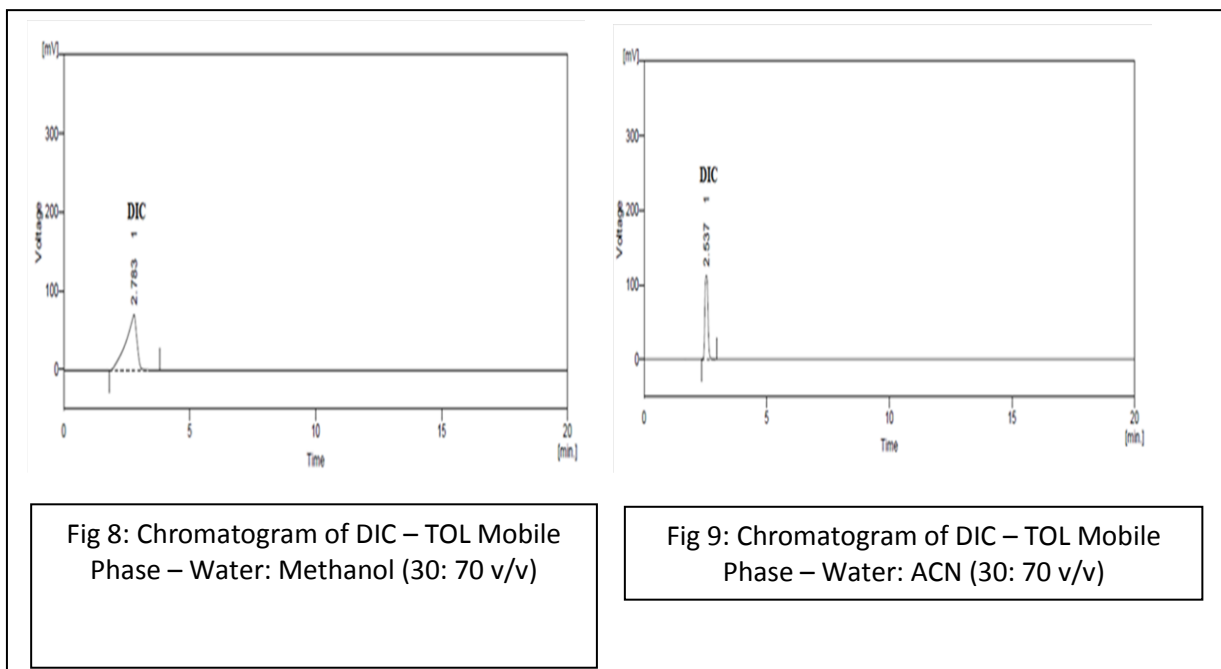 [mV]
300
200
100
0
Voltage
DIC
2.783 1
0
5
10
15
20
[min.]
Time
[mV]
300
200
100
0
Voltage
DIC
2.537 1
0
5
10
15
20
[min.]
Time
Fig 8: Chromatogram of DIC – TOL Mobile
Phase – Water: Methanol (30: 70 v/v)
Fig 9: Chromatogram of DIC – TOL Mobile
Phase – Water: ACN (30: 70 v/v)